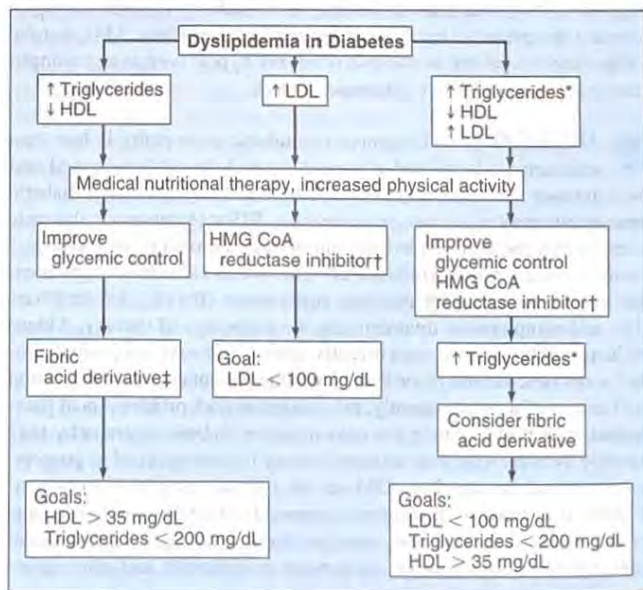 Dyslipidemia in Diabetes
↑ Triglycerides
↓ HDL
↑ LDL
↑ Triglycerides*
↓ HDL
↑ LDL
Medical nutritional therapy, increased physical activity
Improve
glycemic control
HMG CoA
reductase inhibitor†
Improve
glycemic control
HMG CoA
reductase inhibitor†
Fibric
acid derivative‡
Goal:
LDL < 100 mg/dL
↑ Triglycerides*
Consider fibric
acid derivative
Goals:
HDL > 35 mg/dL
Triglycerides < 200 mg/dL
Goals:
LDL < 100 mg/dL
Triglycerides < 200 mg/dL
HDL > 35 mg/dL